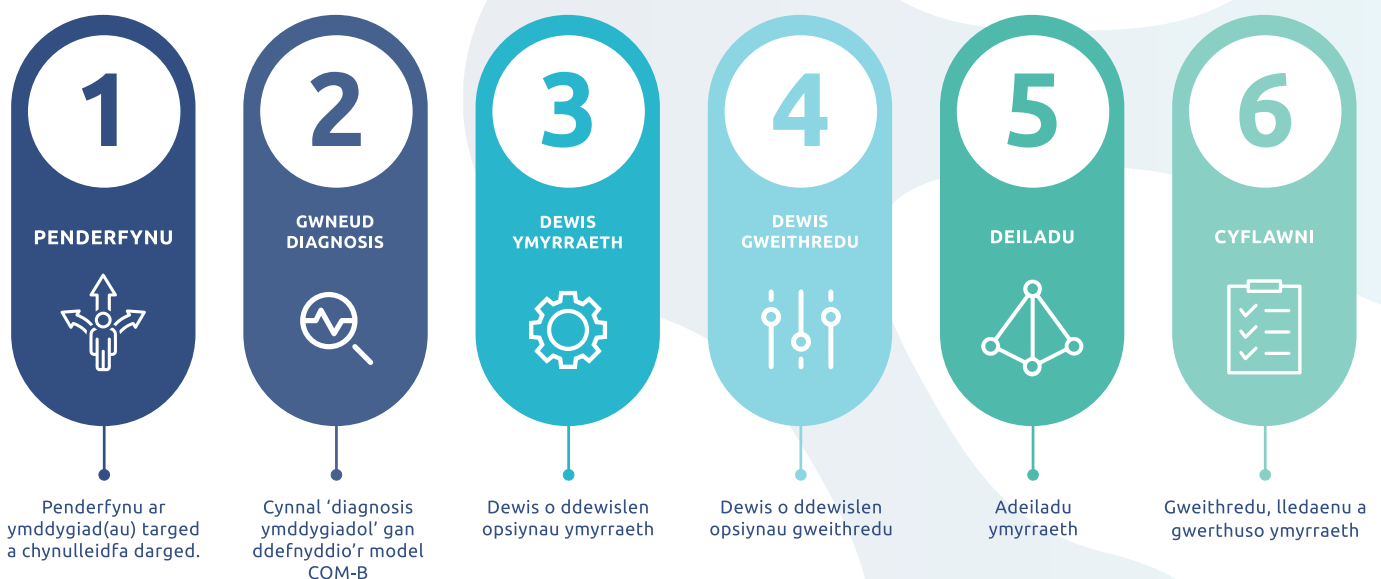 1
PENDERFYNU
Penderfynu ar
ymddygiad(au) targed
a chynulleidfa darged.
2
GWNEUD
DIAGNOSIS
Cynnal ‘diagnosis
ymddygiadol’ gan
ddefnyddio’r model
COM-B
3
DEWIS
YMYRRAETH
Dewis o ddewislen
opsiynau ymyrraeth
4
DEWIS
GWEITHREDU
Dewis o ddewislen
opsiynau gweithredu
5
DEILADU
Adeiladu
ymyrraeth
6
CYFLAWNI
Gweithredu, lledaenu a
gwerthuso ymyrraeth